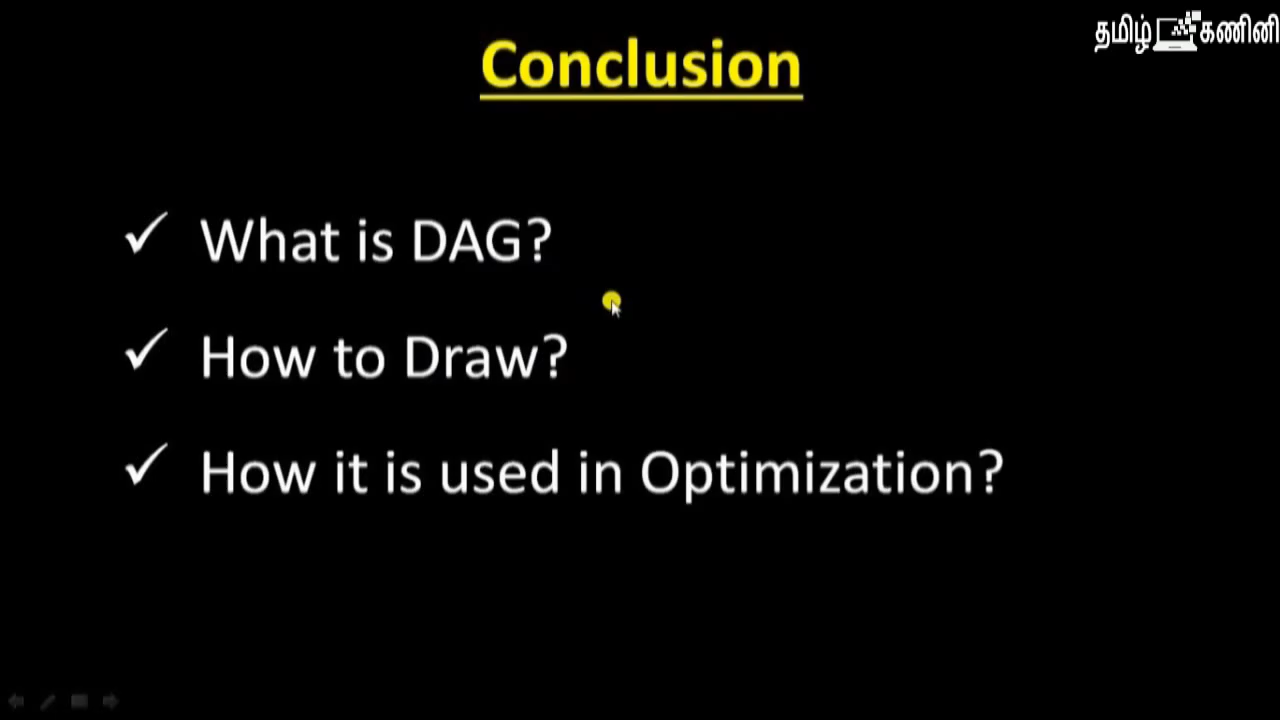 தமிழ் கணினி
Conclusion
✓ What is DAG?
✓ How to Draw?
✓ How it is used in Optimization?